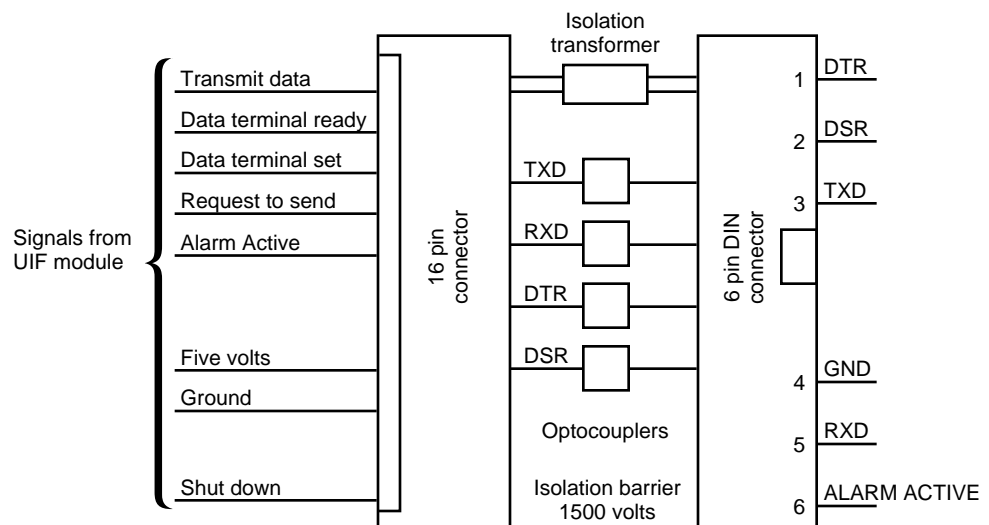 Signals from
UIF module
Transmit data
Data terminal ready
Data terminal set
Request to send
Alarm Active
Five volts
Ground
Shut down
16 pin
connector
Isolation
transformer
TXD
RXD
DTR
DSR
Optocouplers
Isolation barrier
1500 volts
6 pin DIN
connector
1 DTR
2 DSR
3 TXD
4 GND
5 RXD
6 ALARM ACTIVE